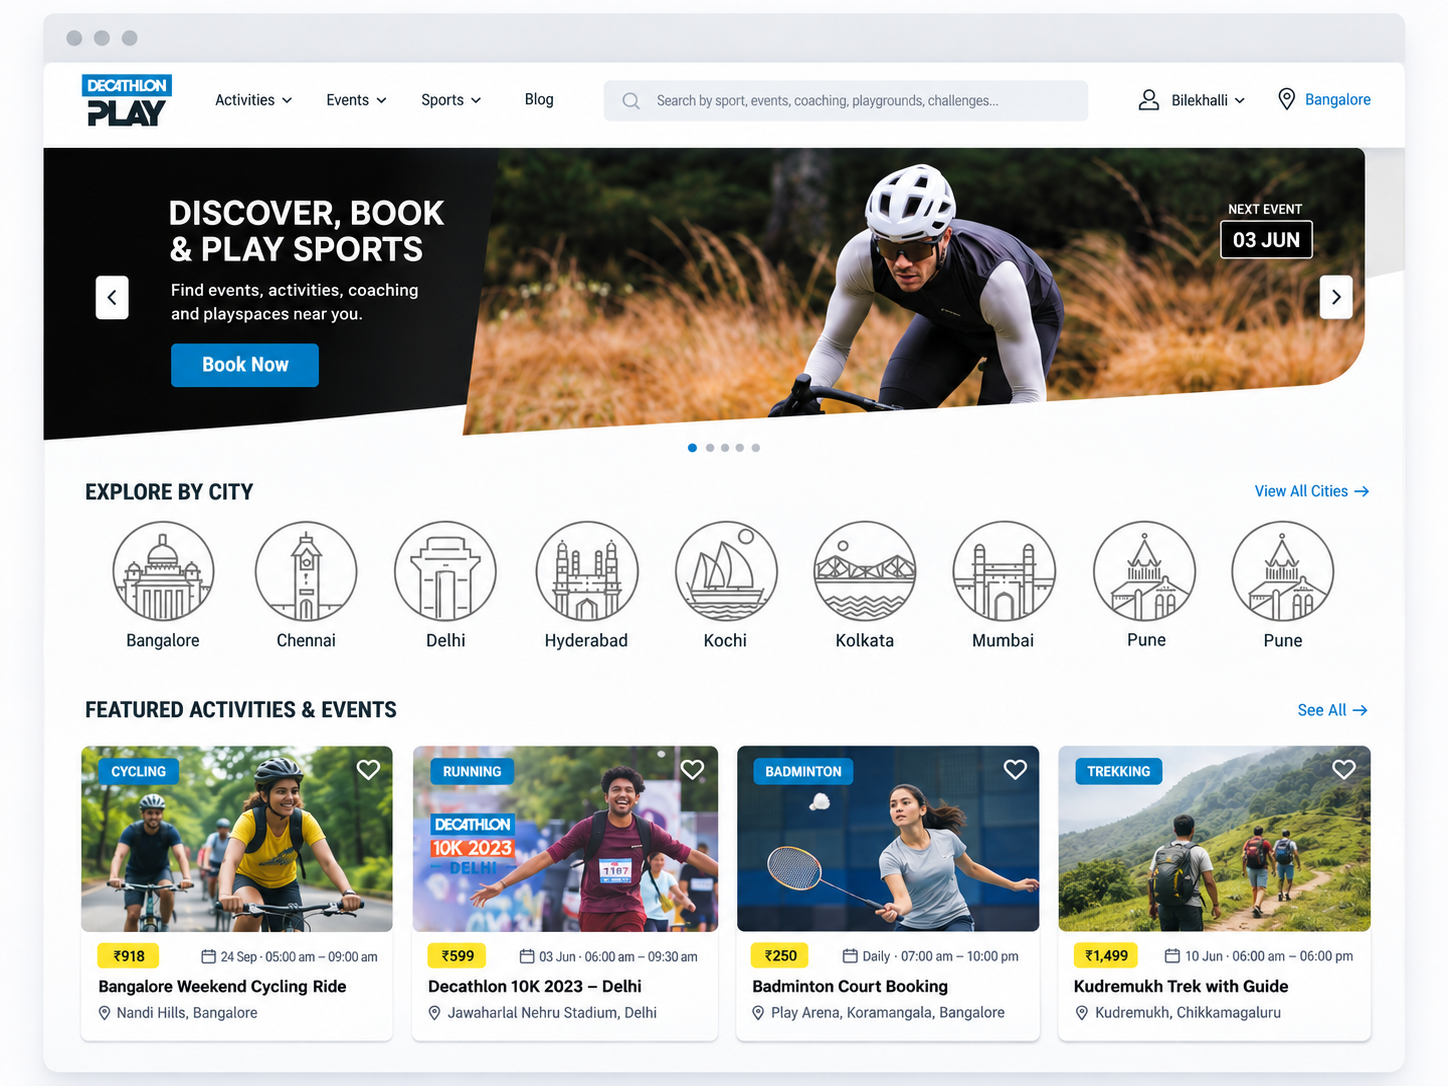 DECATHLON
PLAY
Activities
Events
Sports
Blog
Search by sport, events, coaching, playgrounds, challenges...
Bilekhalli
Bangalore
DISCOVER, BOOK
& PLAY SPORTS
Find events, activities, coaching
and playspaces near you.
Book Now
NEXT EVENT
03 JUN
EXPLORE BY CITY
View All Cities →
Bangalore
Chennai
Delhi
Hyderabad
Kochi
Kolkata
Mumbai
Pune
Pune
FEATURED ACTIVITIES & EVENTS
See All →
CYCLING
₹918
24 Sep · 05:00 am – 09:00 am
Bangalore Weekend Cycling Ride
Nandi Hills, Bangalore
RUNNING
DECATHLON
10K 2023
DELHI
1107
₹599
03 Jun · 06:00 am – 09:30 am
Decathlon 10K 2023 – Delhi
Jawaharlal Nehru Stadium, Delhi
BADMINTON
₹250
Daily · 07:00 am – 10:00 pm
Badminton Court Booking
Play Arena, Koramangala, Bangalore
TREKKING
₹1,499
10 Jun · 06:00 am – 06:00 pm
Kudremukh Trek with Guide
Kudremukh, Chikkamagaluru